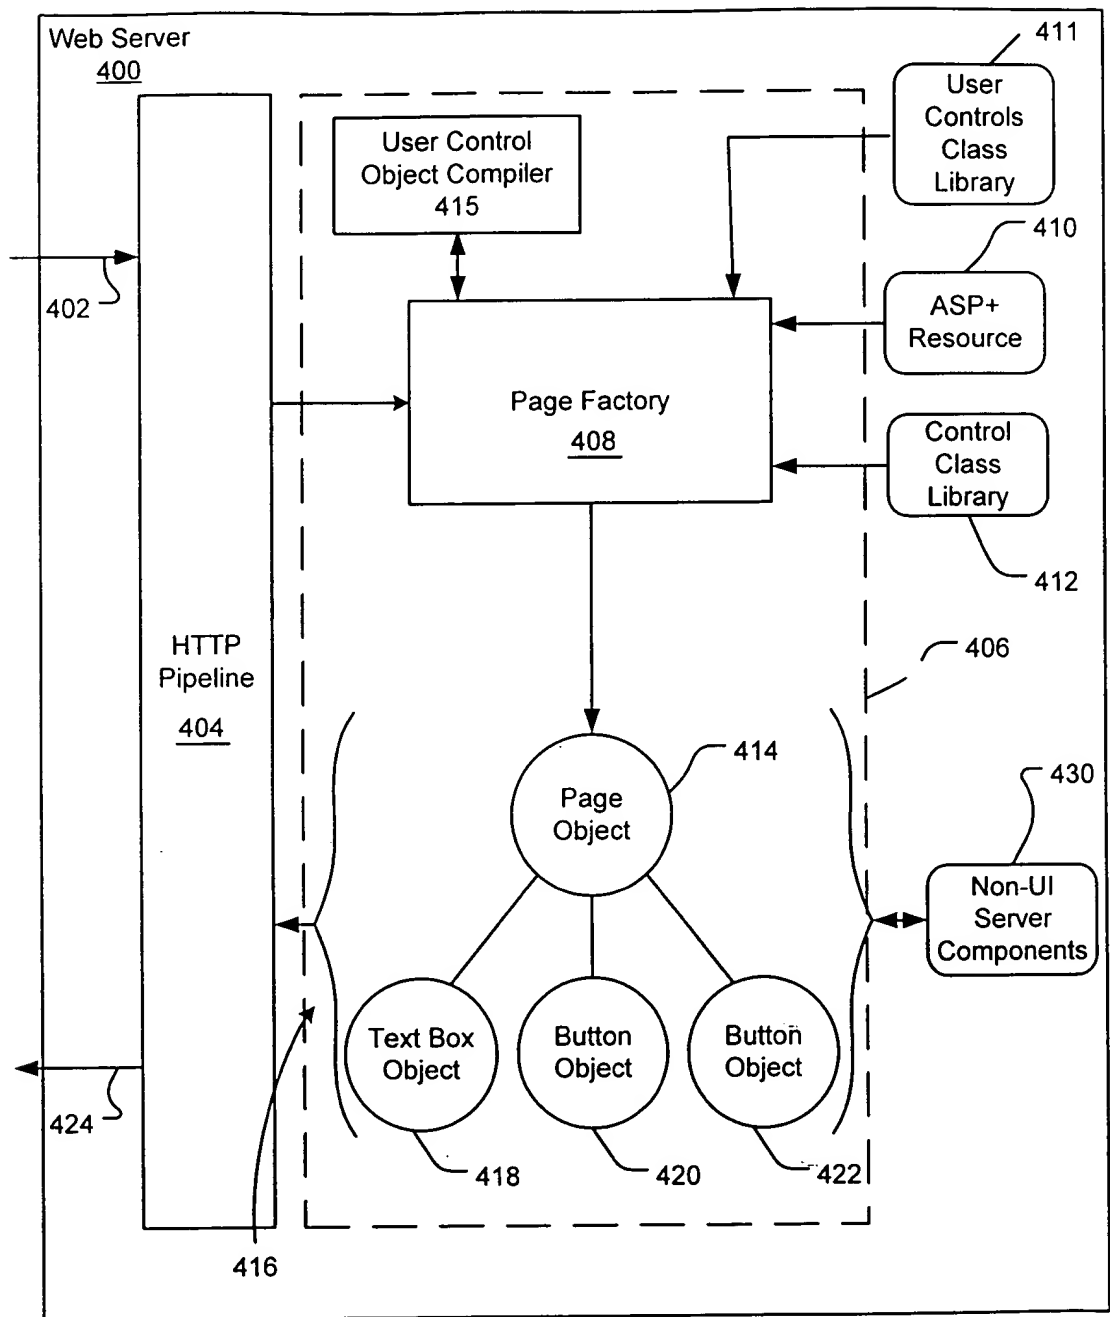 Web Server
400
411
User
Controls
Class
Library
User Control
Object Compiler
415
410
402
ASP+
Resource
Page Factory
408
Control
Class
Library
412
HTTP
Pipeline
404
406
414
430
Page
Object
Non-UI
Server
Components
Text Box
Object
Button
Object
Button
Object
424
418
420
422
416